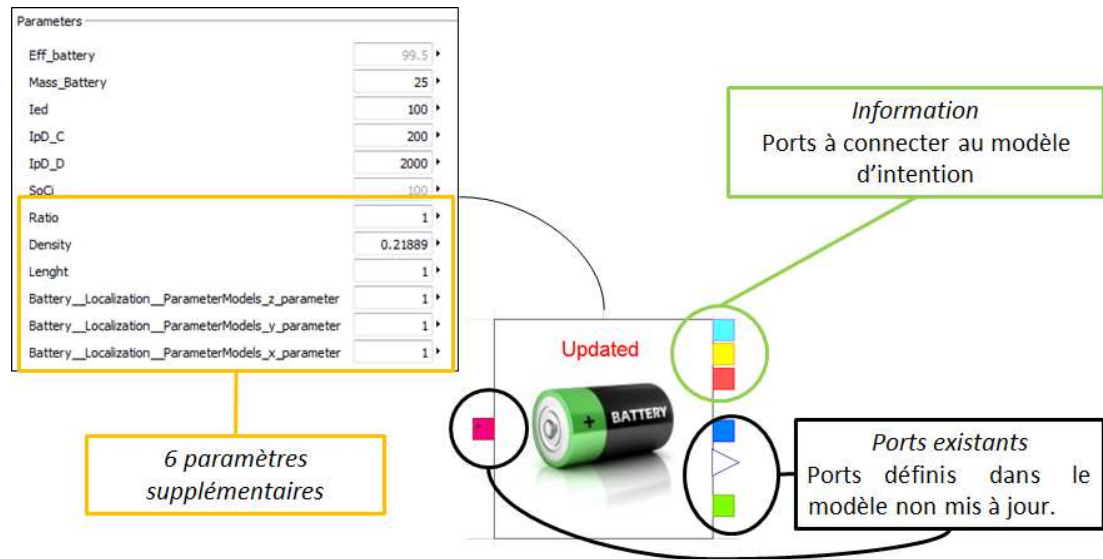 Parameters
Eff_battery 99.5
Mass_Battery 25
Ied 100
IpD_C 200
IpD_D 2000
SoCi 100
Ratio 1
Density 0.21889
Lenght 1
Battery__Localization__ParameterModels_z_parameter 1
Battery__Localization__ParameterModels_y_parameter 1
Battery__Localization__ParameterModels_x_parameter 1
6 paramètres
supplémentaires
Information
Ports à connecter au modèle
d'intention
Updated
+ BATTERY
Ports existants
Ports définis dans le
modèle non mis à jour.